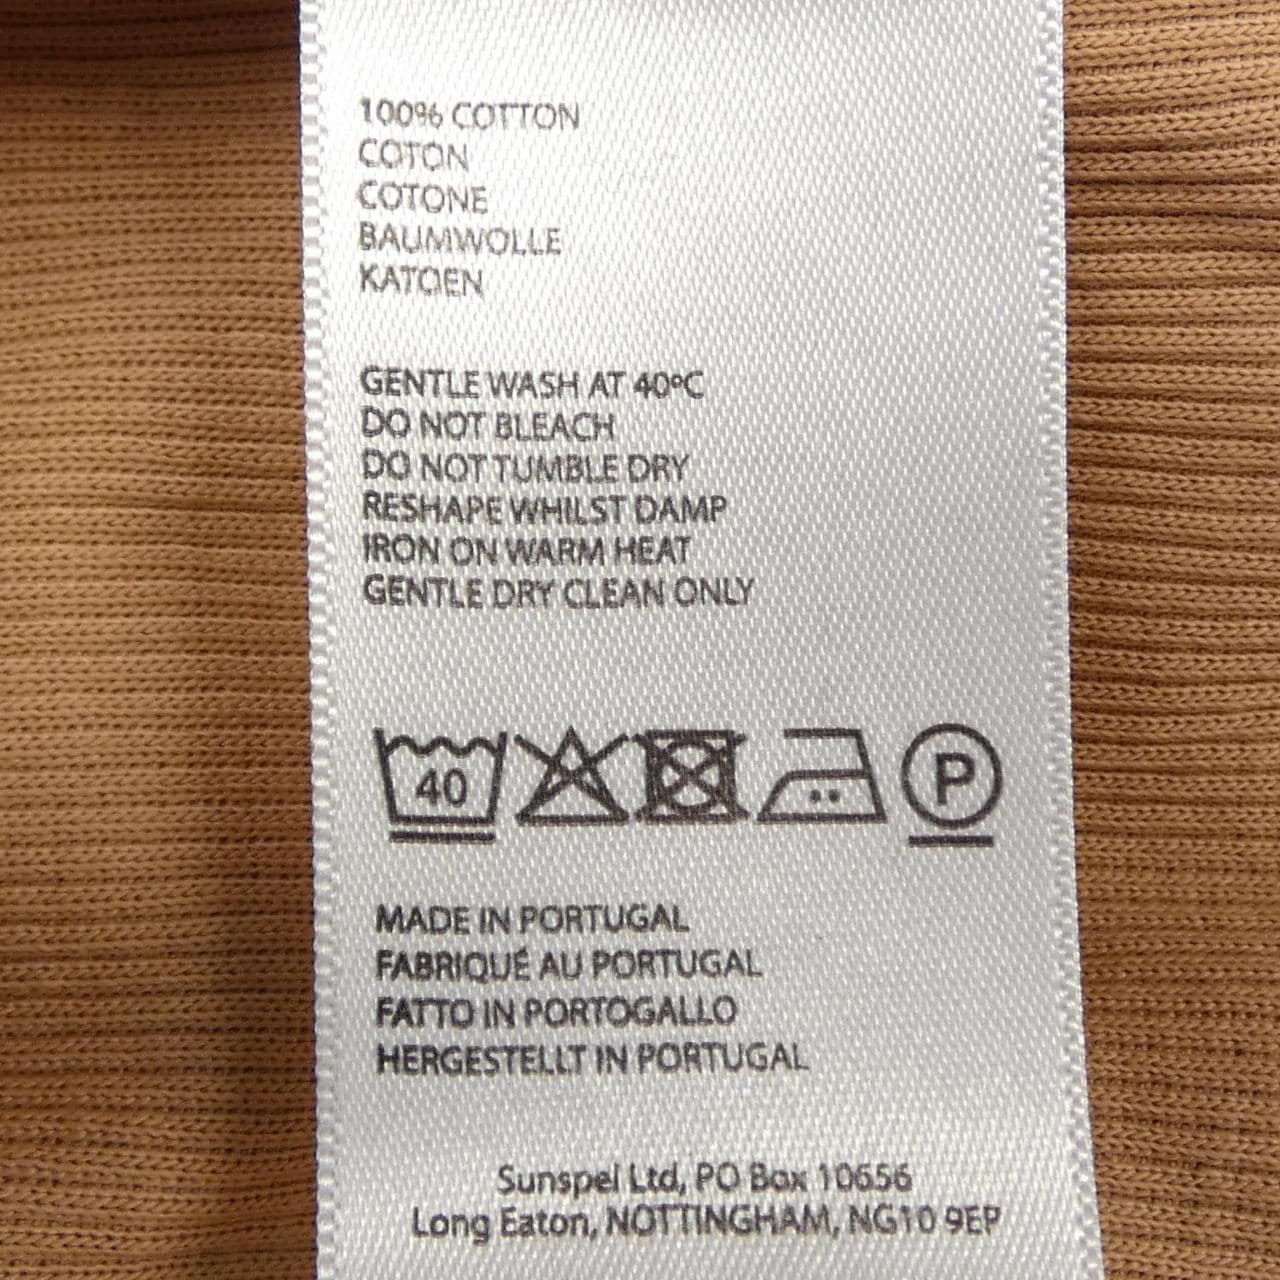 100% COTTON
COTON
COTONE
BAUMWOLLE
KATOEN
GENTLE WASH AT 40ºC
DO NOT BLEACH
DO NOT TUMBLE DRY
RESHAPE WHILST DAMP
IRON ON WARM HEAT
GENTLE DRY CLEAN ONLY
40 P
MADE IN PORTUGAL
FABRIQUÉ AU PORTUGAL
FATTO IN PORTOGALLO
HERGESTELLT IN PORTUGAL
Sunspel Ltd, PO Box 10656
Long Eaton, NOTTINGHAM, NG10 9EP